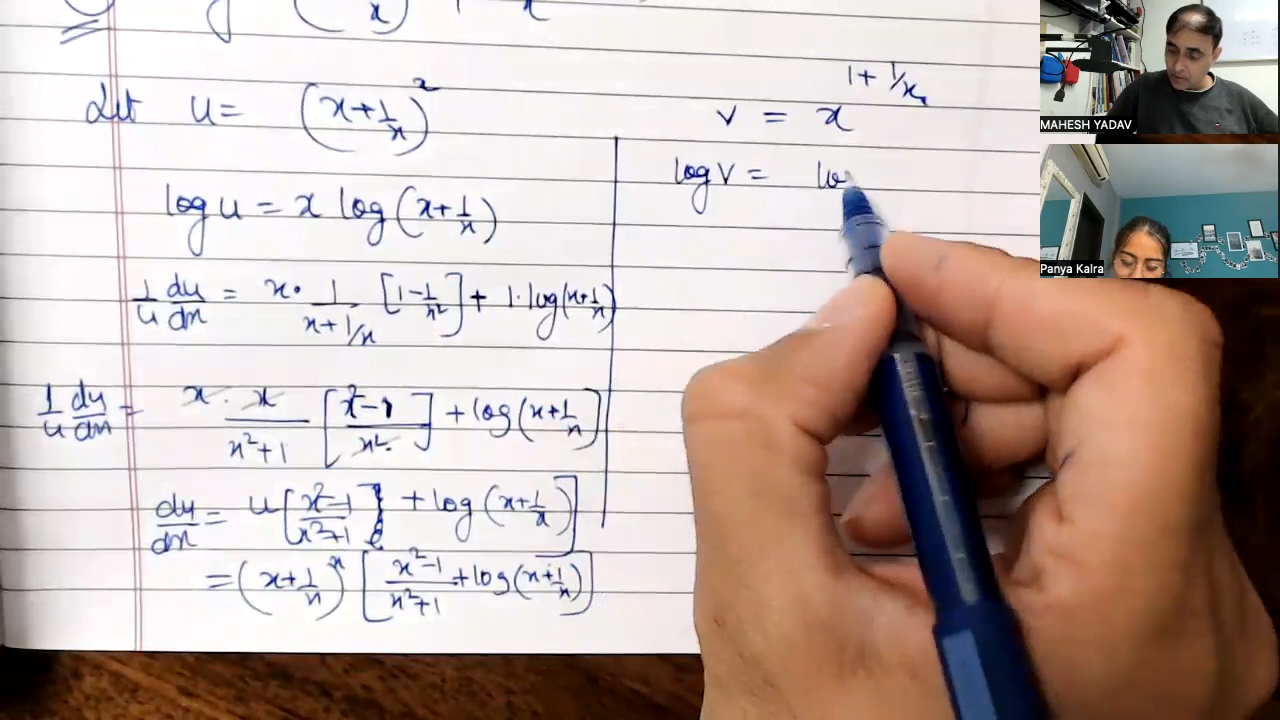 y (x) + x
Let u = (x+1/x)^2
log u = x log(x+1/x)
1/u du/dx = x · 1/(x+1/x) [1-1/x²] + 1·log(x+1/x)
1/u du/dx = x · x/(x²+1) [(x²-1)/x²] + log(x+1/x)
du/dx = u[(x²-1)/(x²+1) + log(x+1/x)]
= (x+1/x)^x [(x²-1)/(x²+1) + log(x+1/x)]
v = x^(1+1/x)
log v = lo
MAHESH YADAV
Panya Kalra